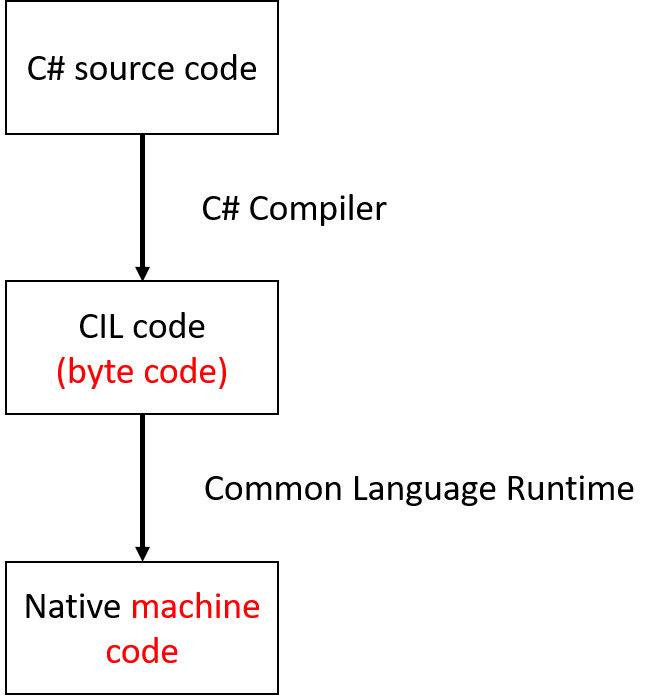 C# source code
C# Compiler
CIL code
(byte code)
Common Language Runtime
Native machine
code